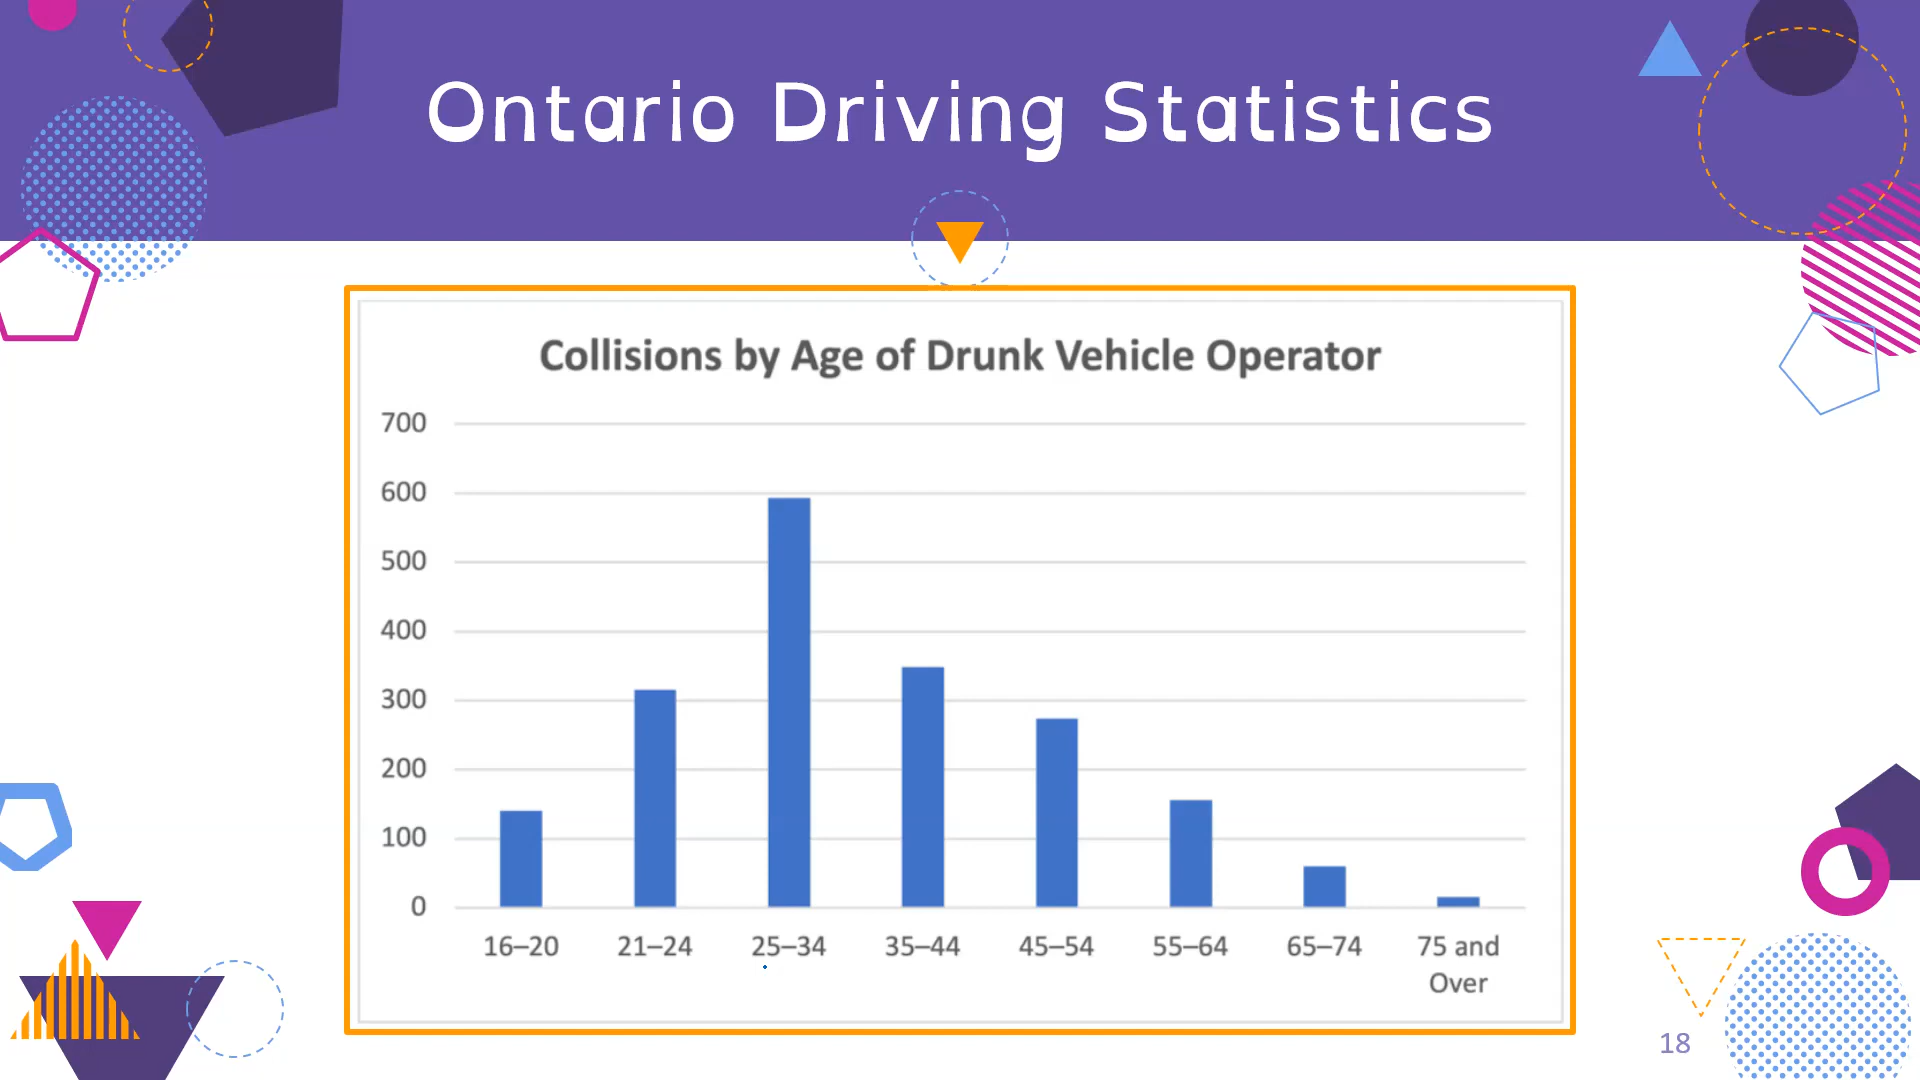 Ontario Driving Statistics
Collisions by Age of Drunk Vehicle Operator
700
600
500
400
300
200
100
0
16–20 21–24 25–34 35–44 45–54 55–64 65–74 75 and
Over
18